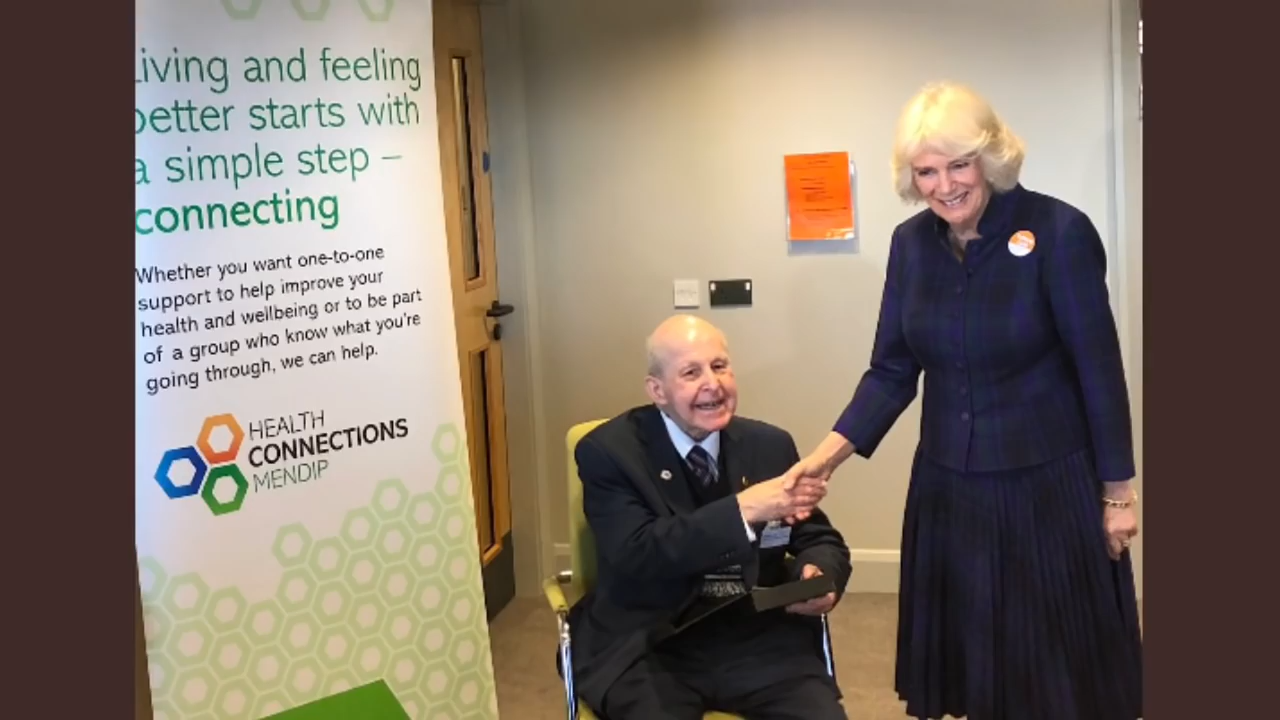 Living and feeling
better starts with
a simple step –
connecting
Whether you want one-to-one
support to help improve your
health and wellbeing or to be part
of a group who know what you're
going through, we can help.
HEALTH
CONNECTIONS
MENDIP